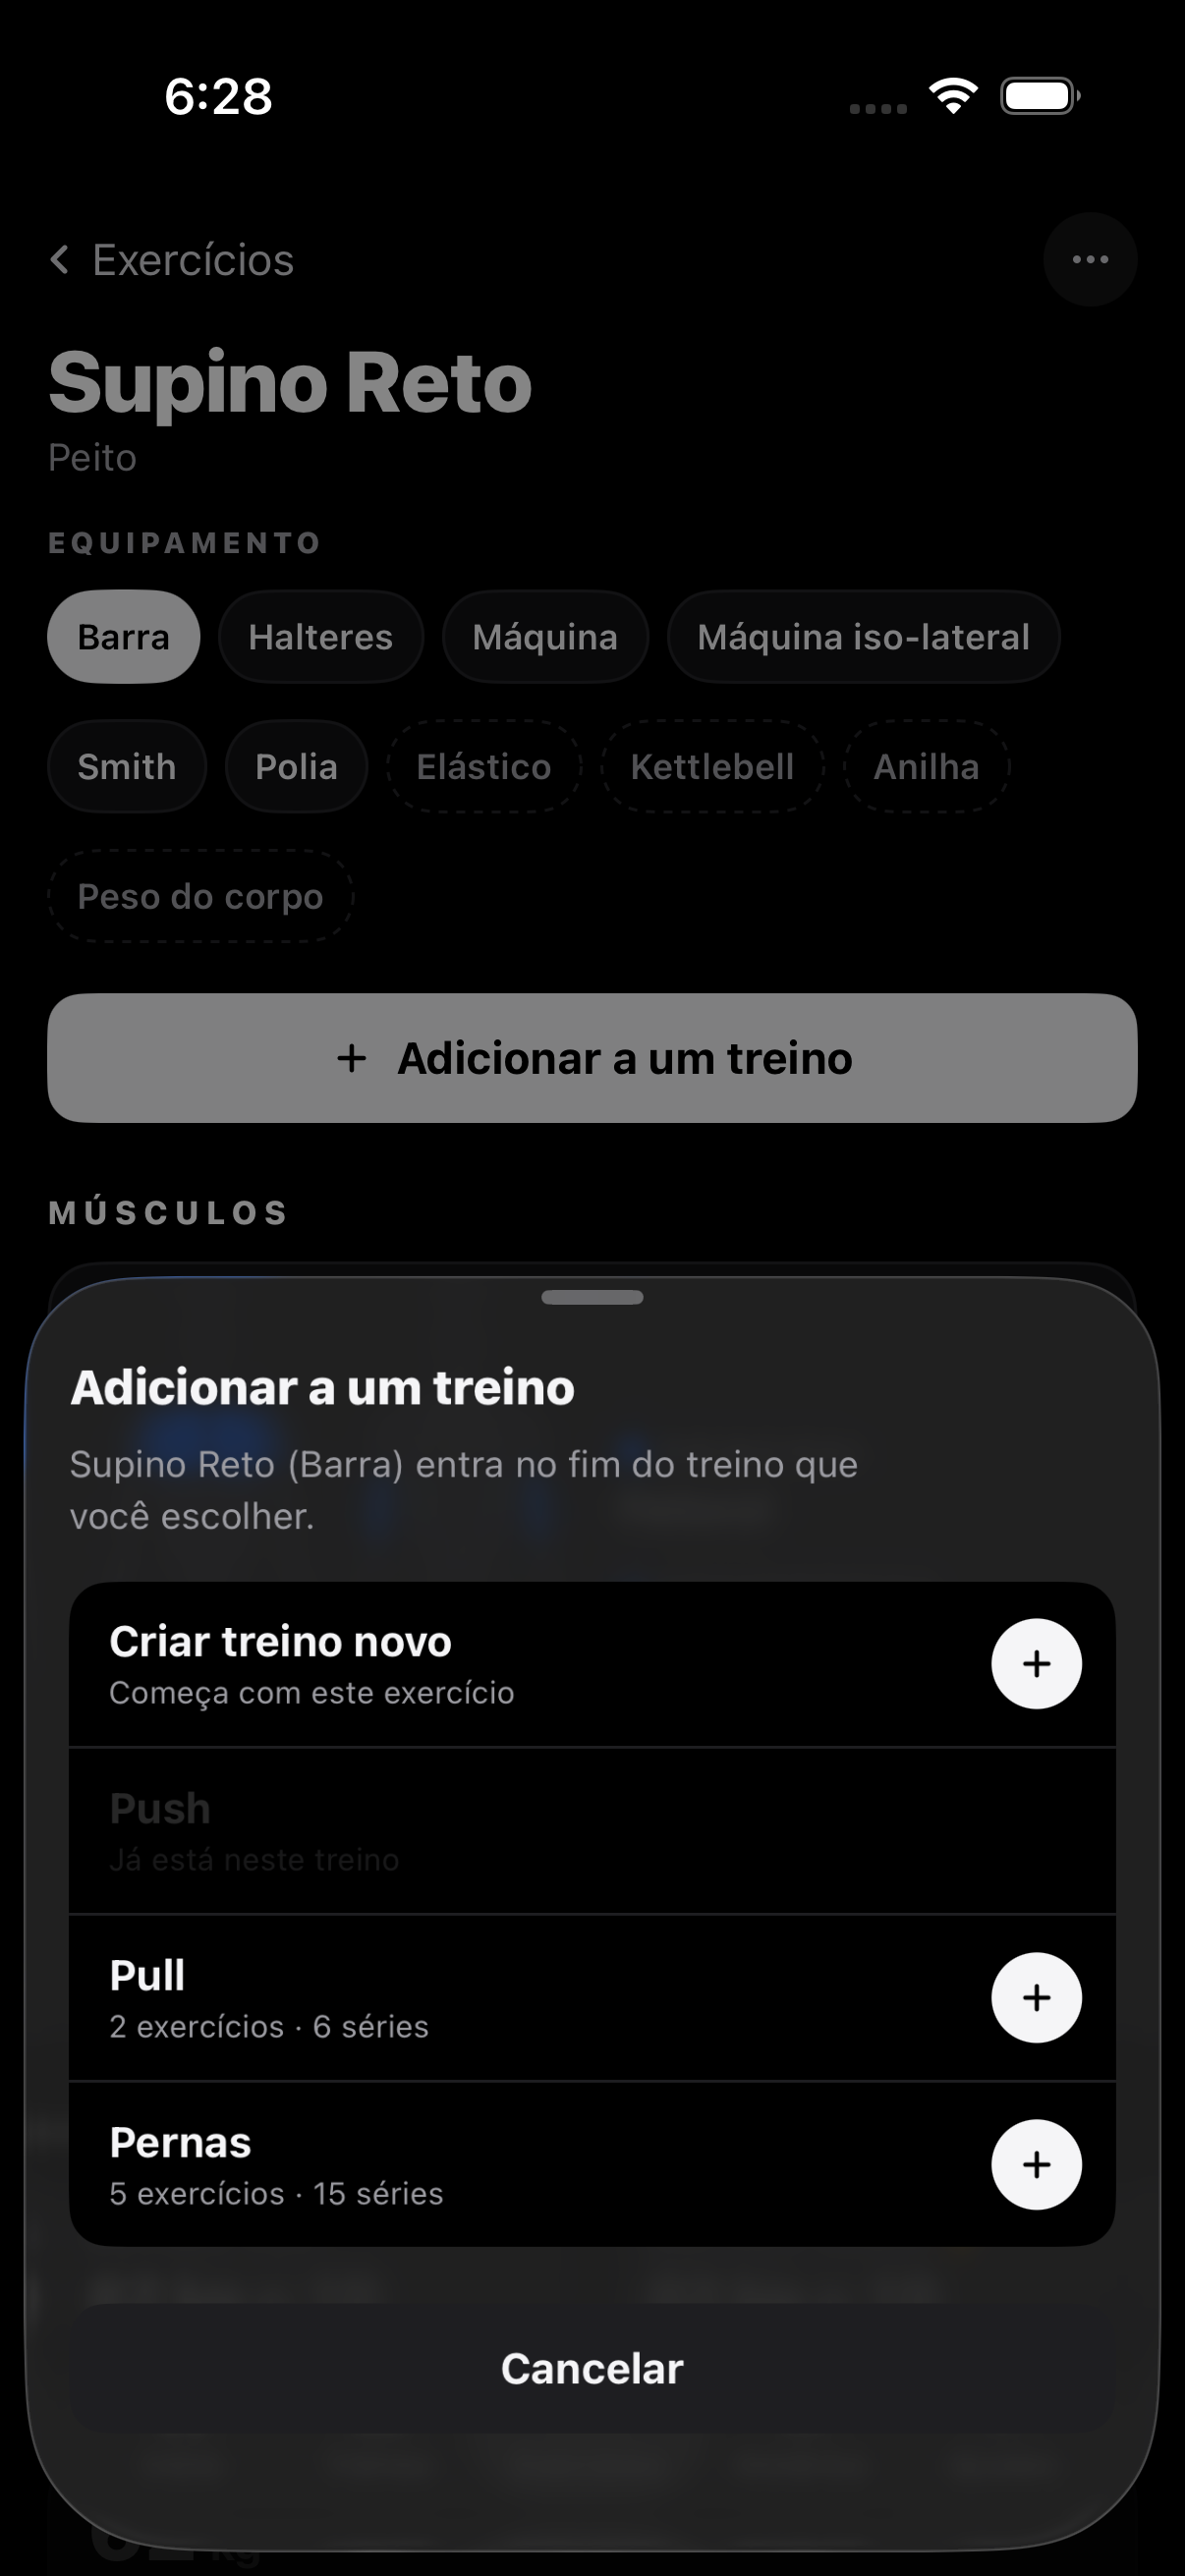 6:28
Exercícios
Supino Reto
Peito
EQUIPAMENTO
Barra
Halteres
Máquina
Máquina iso-lateral
Smith
Polia
Elástico
Kettlebell
Anilha
Peso do corpo
+ Adicionar a um treino
MÚSCULOS
Adicionar a um treino
Supino Reto (Barra) entra no fim do treino que
você escolher.
Criar treino novo
Começa com este exercício
Push
Já está neste treino
Pull
2 exercícios · 6 séries
Pernas
5 exercícios · 15 séries
Cancelar
kg